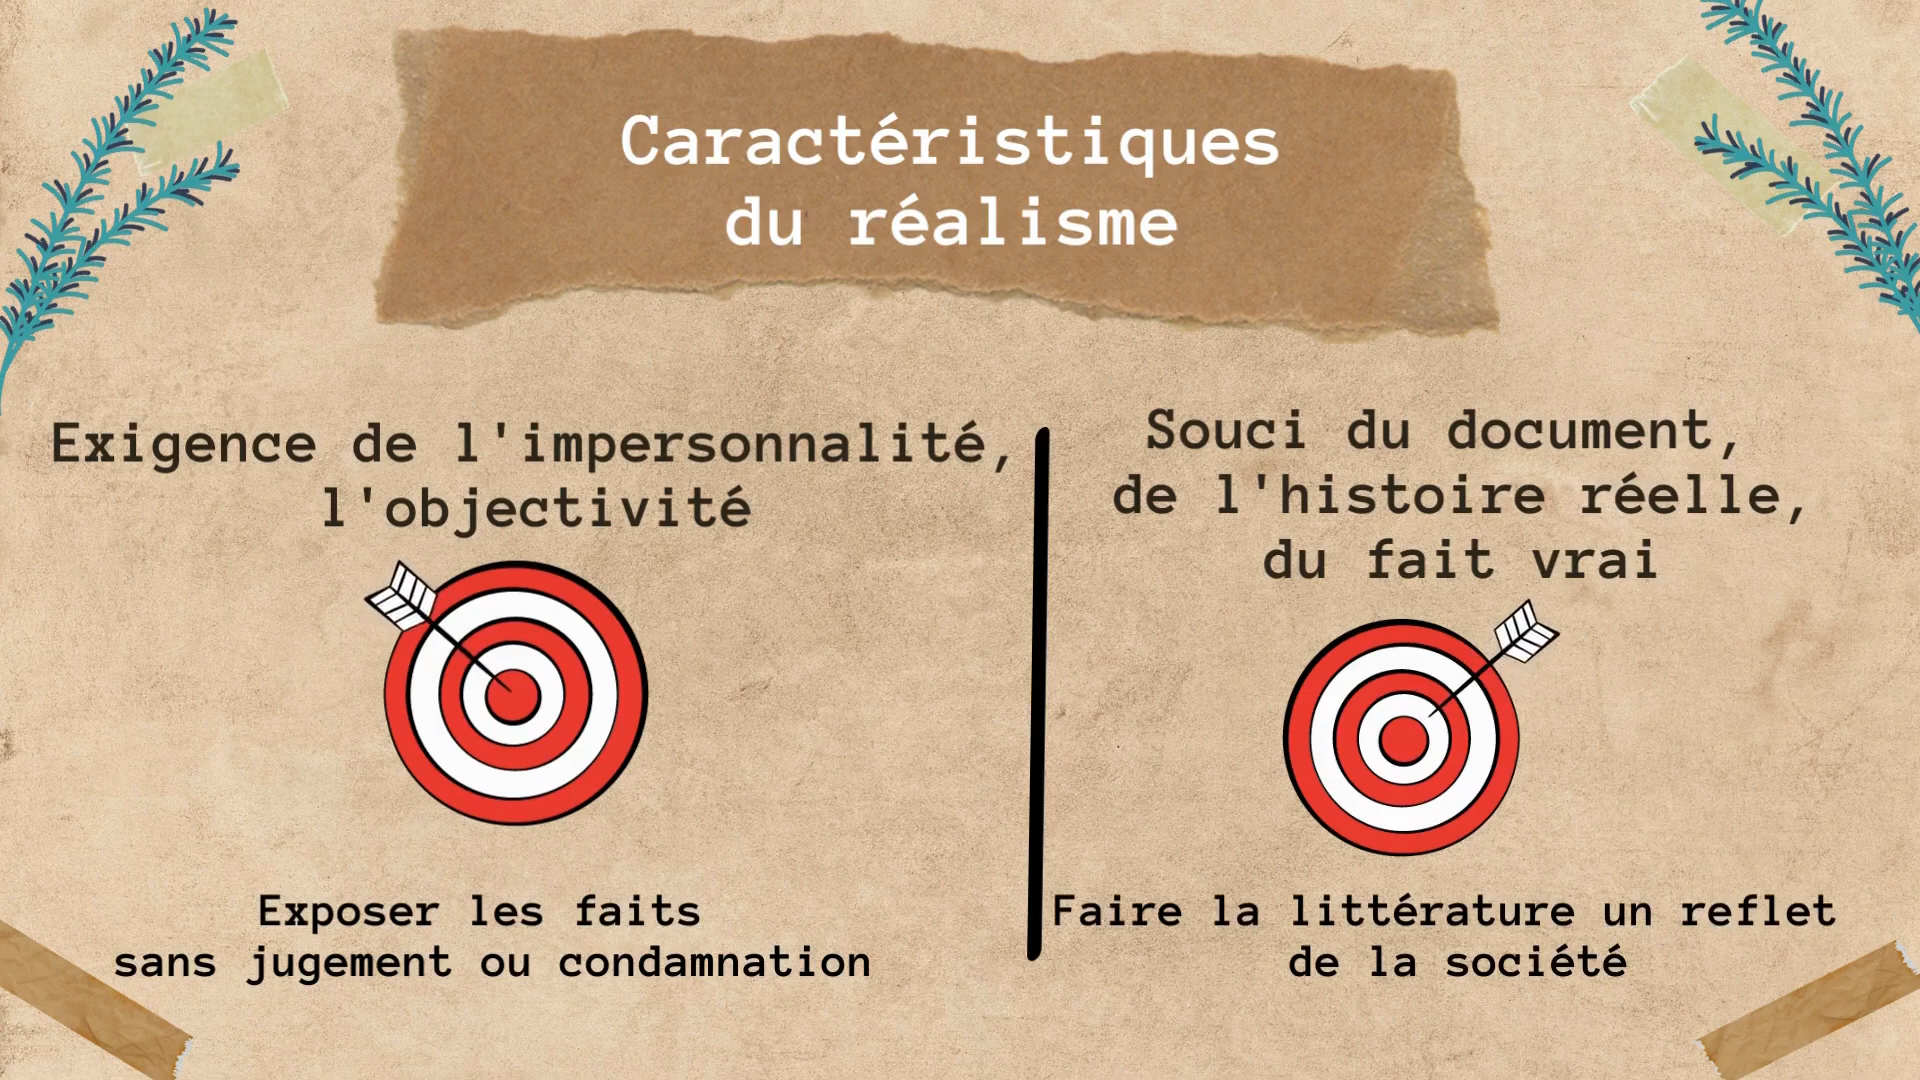 Caractéristiques
du réalisme
Exigence de l'impersonnalité,
l'objectivité
Exposer les faits
sans jugement ou condamnation
Souci du document,
de l'histoire réelle,
du fait vrai
Faire la littérature un reflet
de la société